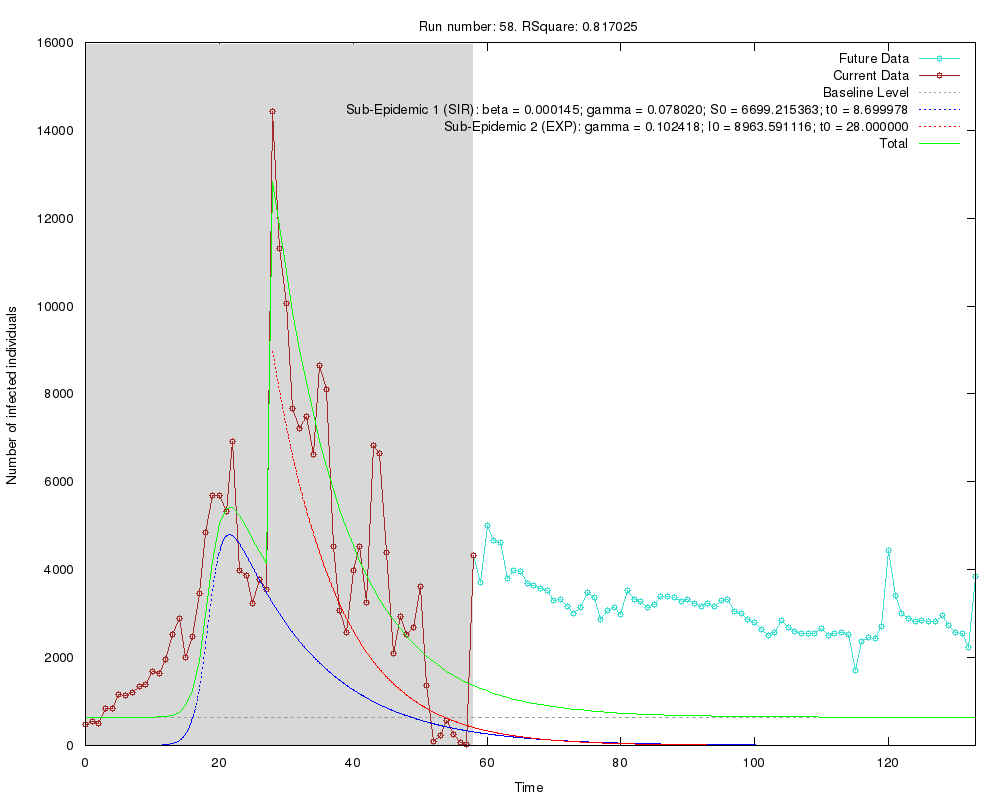 Run number: 58. RSquare: 0.817025
16000
14000
12000
10000
8000
6000
4000
2000
0
Number of infected individuals
Future Data
Current Data
Baseline Level
Sub-Epidemic 1 (SIR): beta = 0.000145; gamma = 0.078020; S0 = 6699.215363; t0 = 8.699978
Sub-Epidemic 2 (EXP): gamma = 0.102418; I0 = 8963.591116; t0 = 28.000000
Total
0 20 40 60 80 100 120
Time